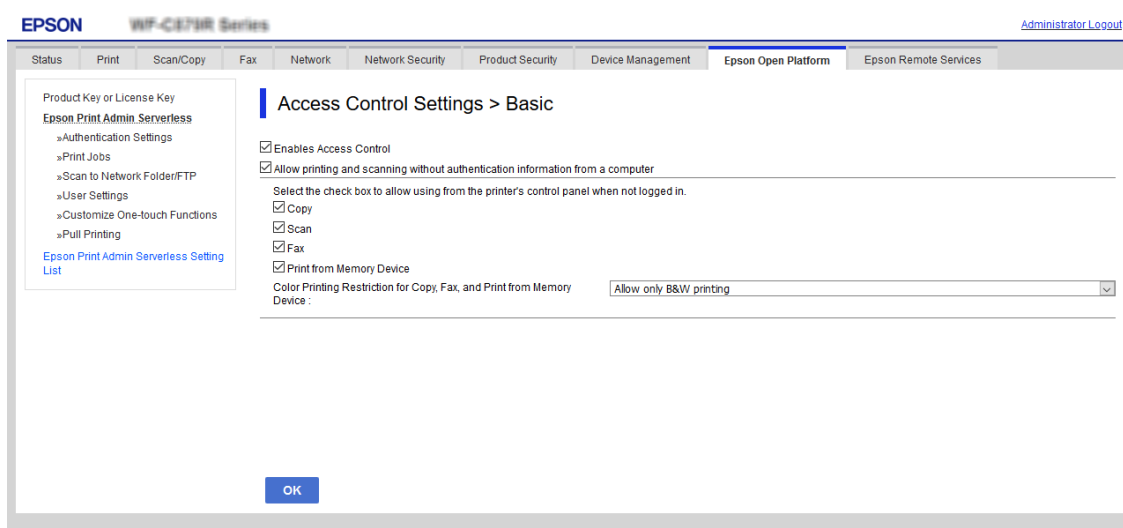 EPSON
Series
Administrator Logout
Status Print Scan/Copy Fax Network Network Security Product Security Device Management Epson Open Platform Epson Remote Services
Product Key or License Key
Epson Print Admin Serverless
»Authentication Settings
»Print Jobs
»Scan to Network Folder/FTP
»User Settings
»Customize One-touch Functions
»Pull Printing
Epson Print Admin Serverless Setting
List
Access Control Settings > Basic
Enables Access Control
Allow printing and scanning without authentication information from a computer
Select the check box to allow using from the printer's control panel when not logged in.
Copy
Scan
Fax
Print from Memory Device
Color Printing Restriction for Copy, Fax, and Print from Memory
Device :
Allow only B&W printing
OK